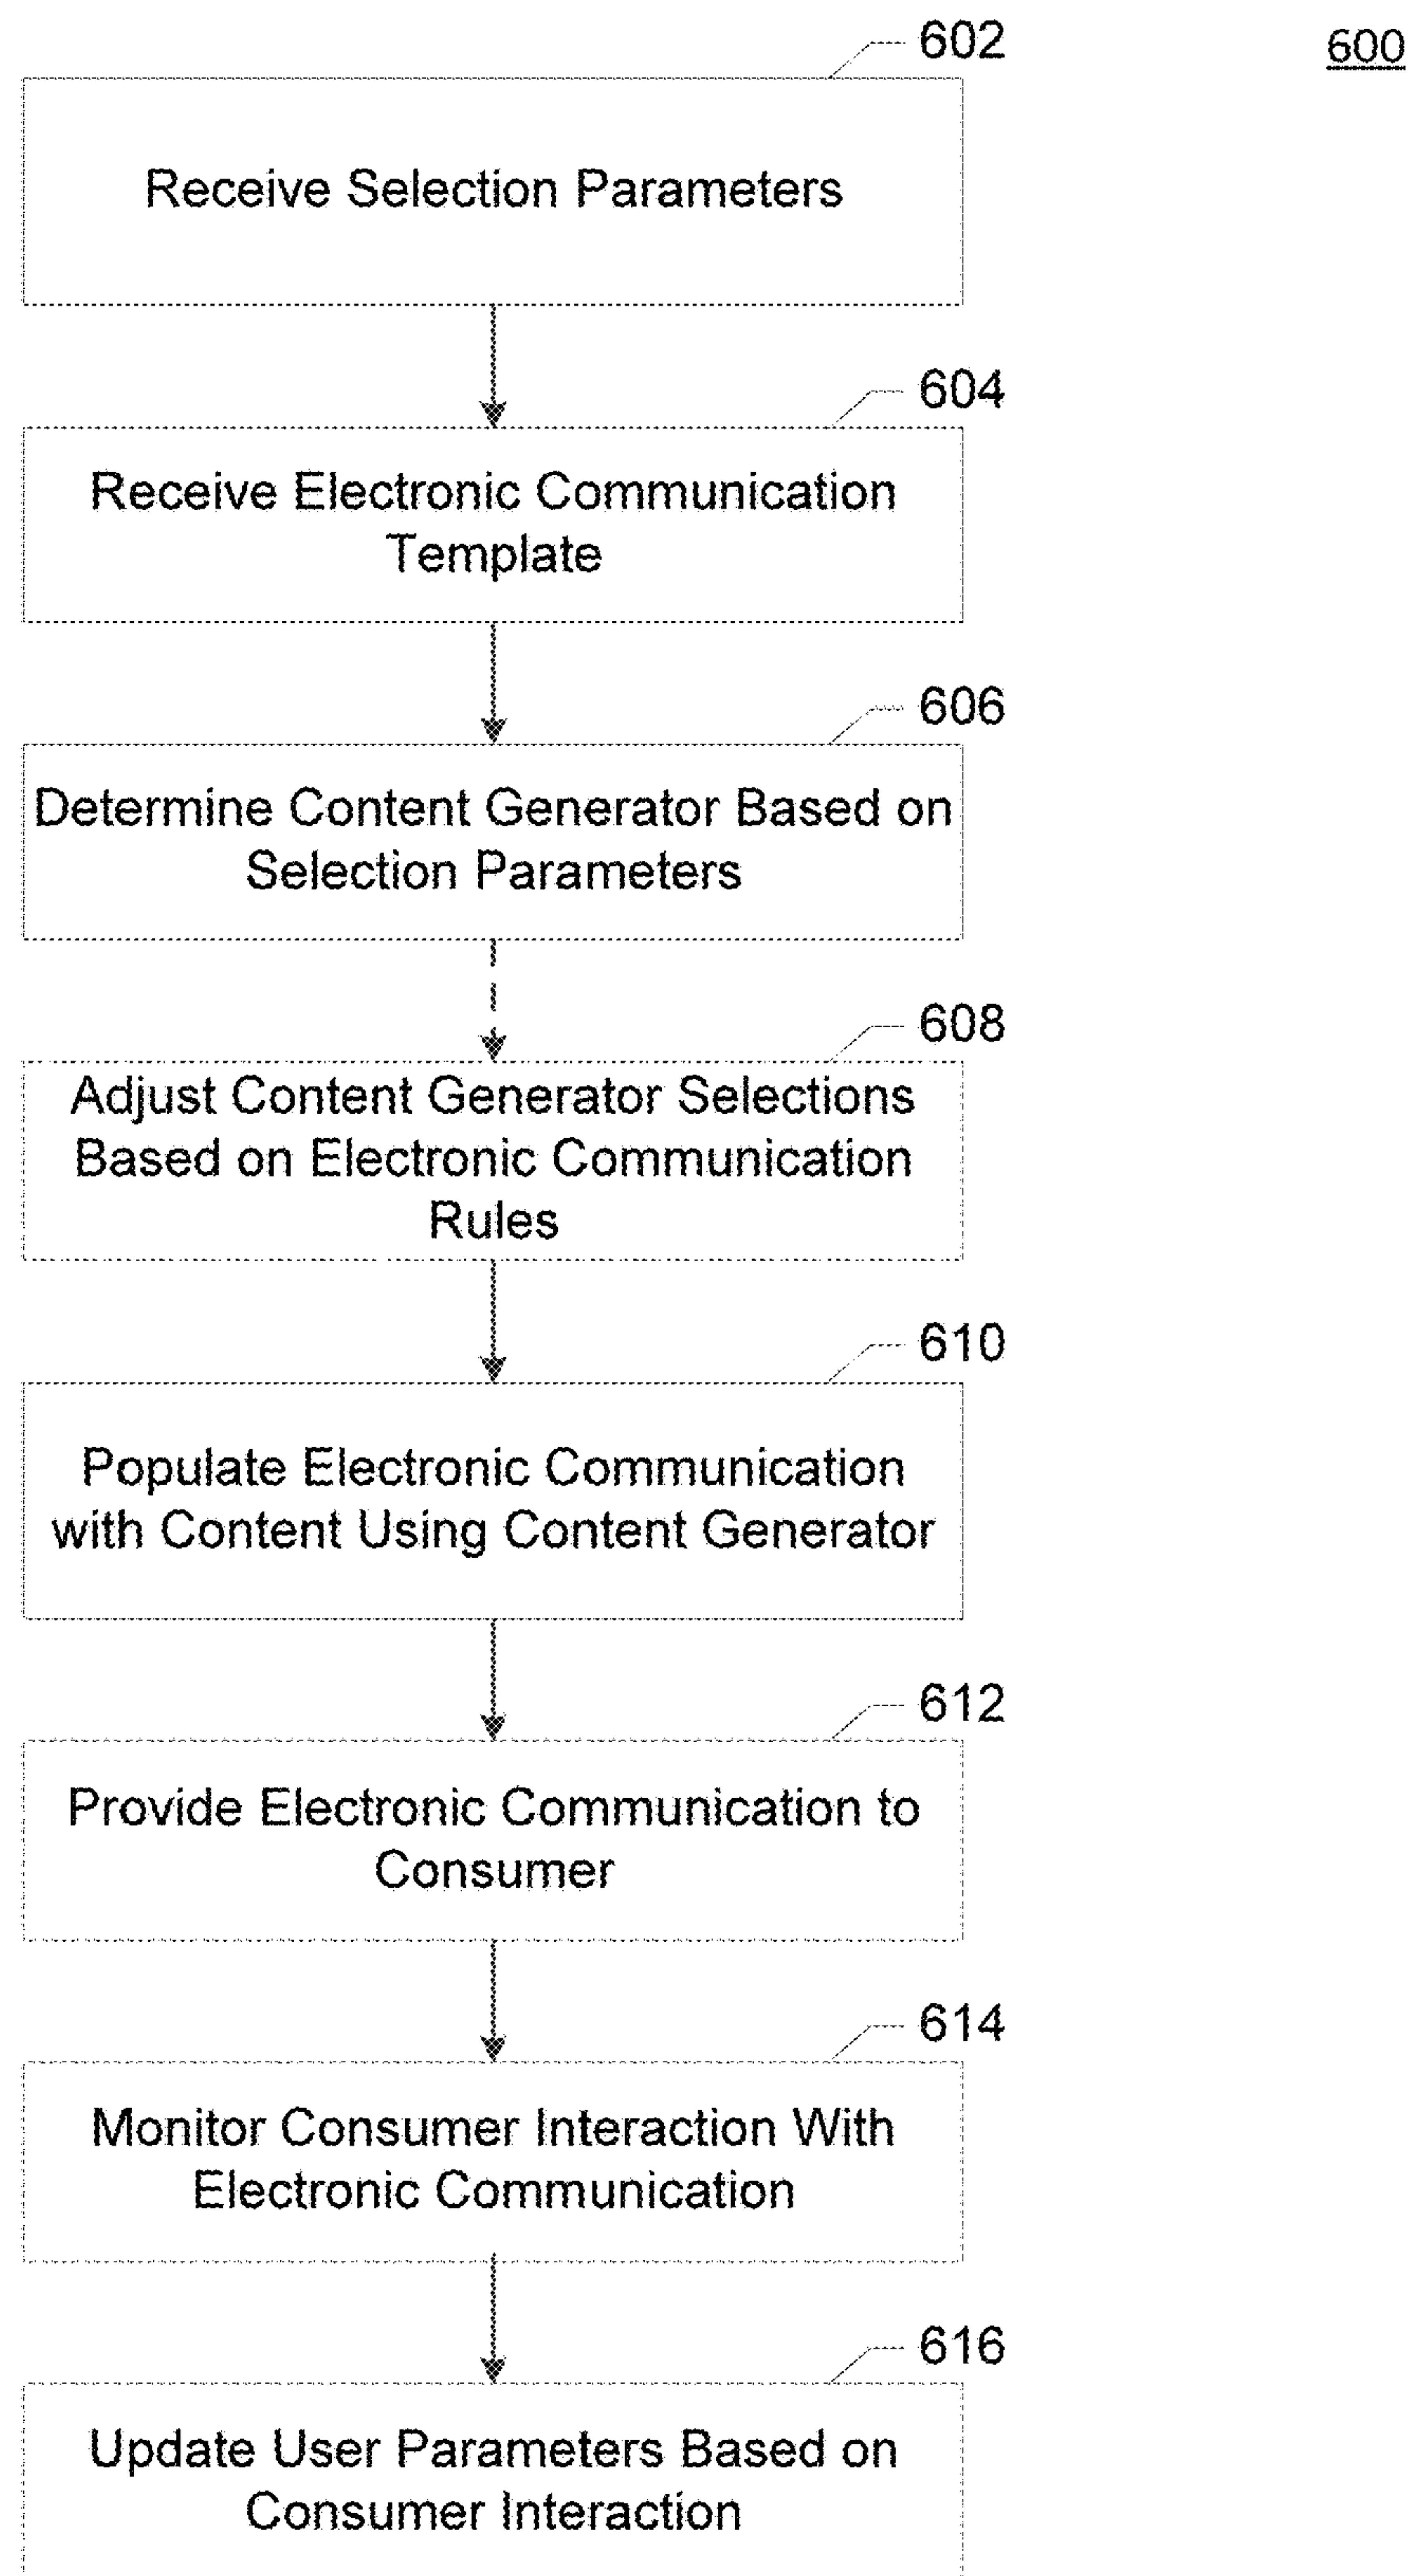 602
600
Receive Selection Parameters
604
Receive Electronic Communication
Template
606
Determine Content Generator Based on
Selection Parameters
608
Adjust Content Generator Selections
Based on Electronic Communication
Rules
610
Populate Electronic Communication
with Content Using Content Generator
612
Provide Electronic Communication to
Consumer
614
Monitor Consumer Interaction With
Electronic Communication
616
Update User Parameters Based on
Consumer Interaction